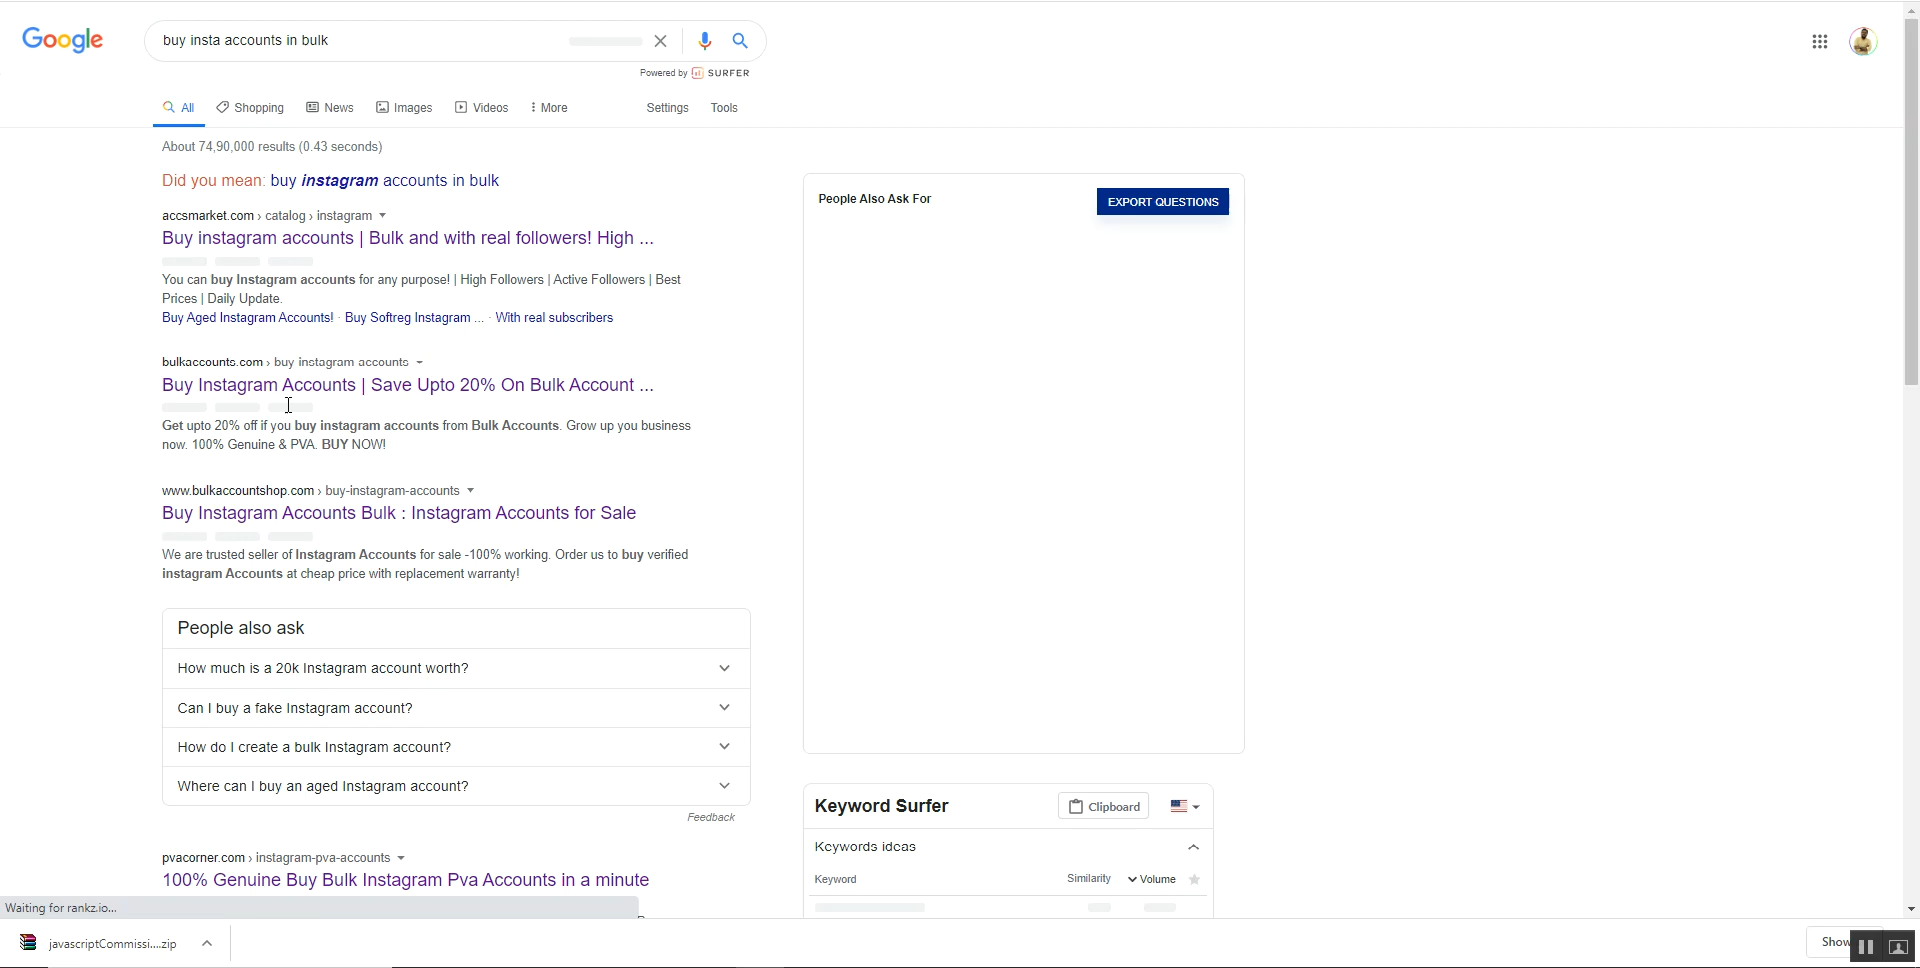 Google
buy insta accounts in bulk
Powered by SURFER
All Shopping News Images Videos More Settings Tools
About 74,90,000 results (0.43 seconds)
Did you mean: buy instagram accounts in bulk
accsmarket.com › catalog › instagram
Buy instagram accounts | Bulk and with real followers! High ...
You can buy Instagram accounts for any purpose! | High Followers | Active Followers | Best
Prices | Daily Update.
Buy Aged Instagram Accounts! · Buy Softreg Instagram ... · With real subscribers
bulkaccounts.com › buy instagram accounts
Buy Instagram Accounts | Save Upto 20% On Bulk Account ...
Get upto 20% off if you buy instagram accounts from Bulk Accounts. Grow up you business
now. 100% Genuine & PVA. BUY NOW!
www.bulkaccountshop.com › buy-instagram-accounts
Buy Instagram Accounts Bulk : Instagram Accounts for Sale
We are trusted seller of Instagram Accounts for sale -100% working. Order us to buy verified
instagram Accounts at cheap price with replacement warranty!
People also ask
How much is a 20k Instagram account worth?
Can I buy a fake Instagram account?
How do I create a bulk Instagram account?
Where can I buy an aged Instagram account?
Feedback
pvacorner.com › instagram-pva-accounts
100% Genuine Buy Bulk Instagram Pva Accounts in a minute
People Also Ask For
EXPORT QUESTIONS
Keyword Surfer
Clipboard
Keywords ideas
Keyword Similarity Volume
Waiting for rankz.io...
javascriptCommissi....zip
Show